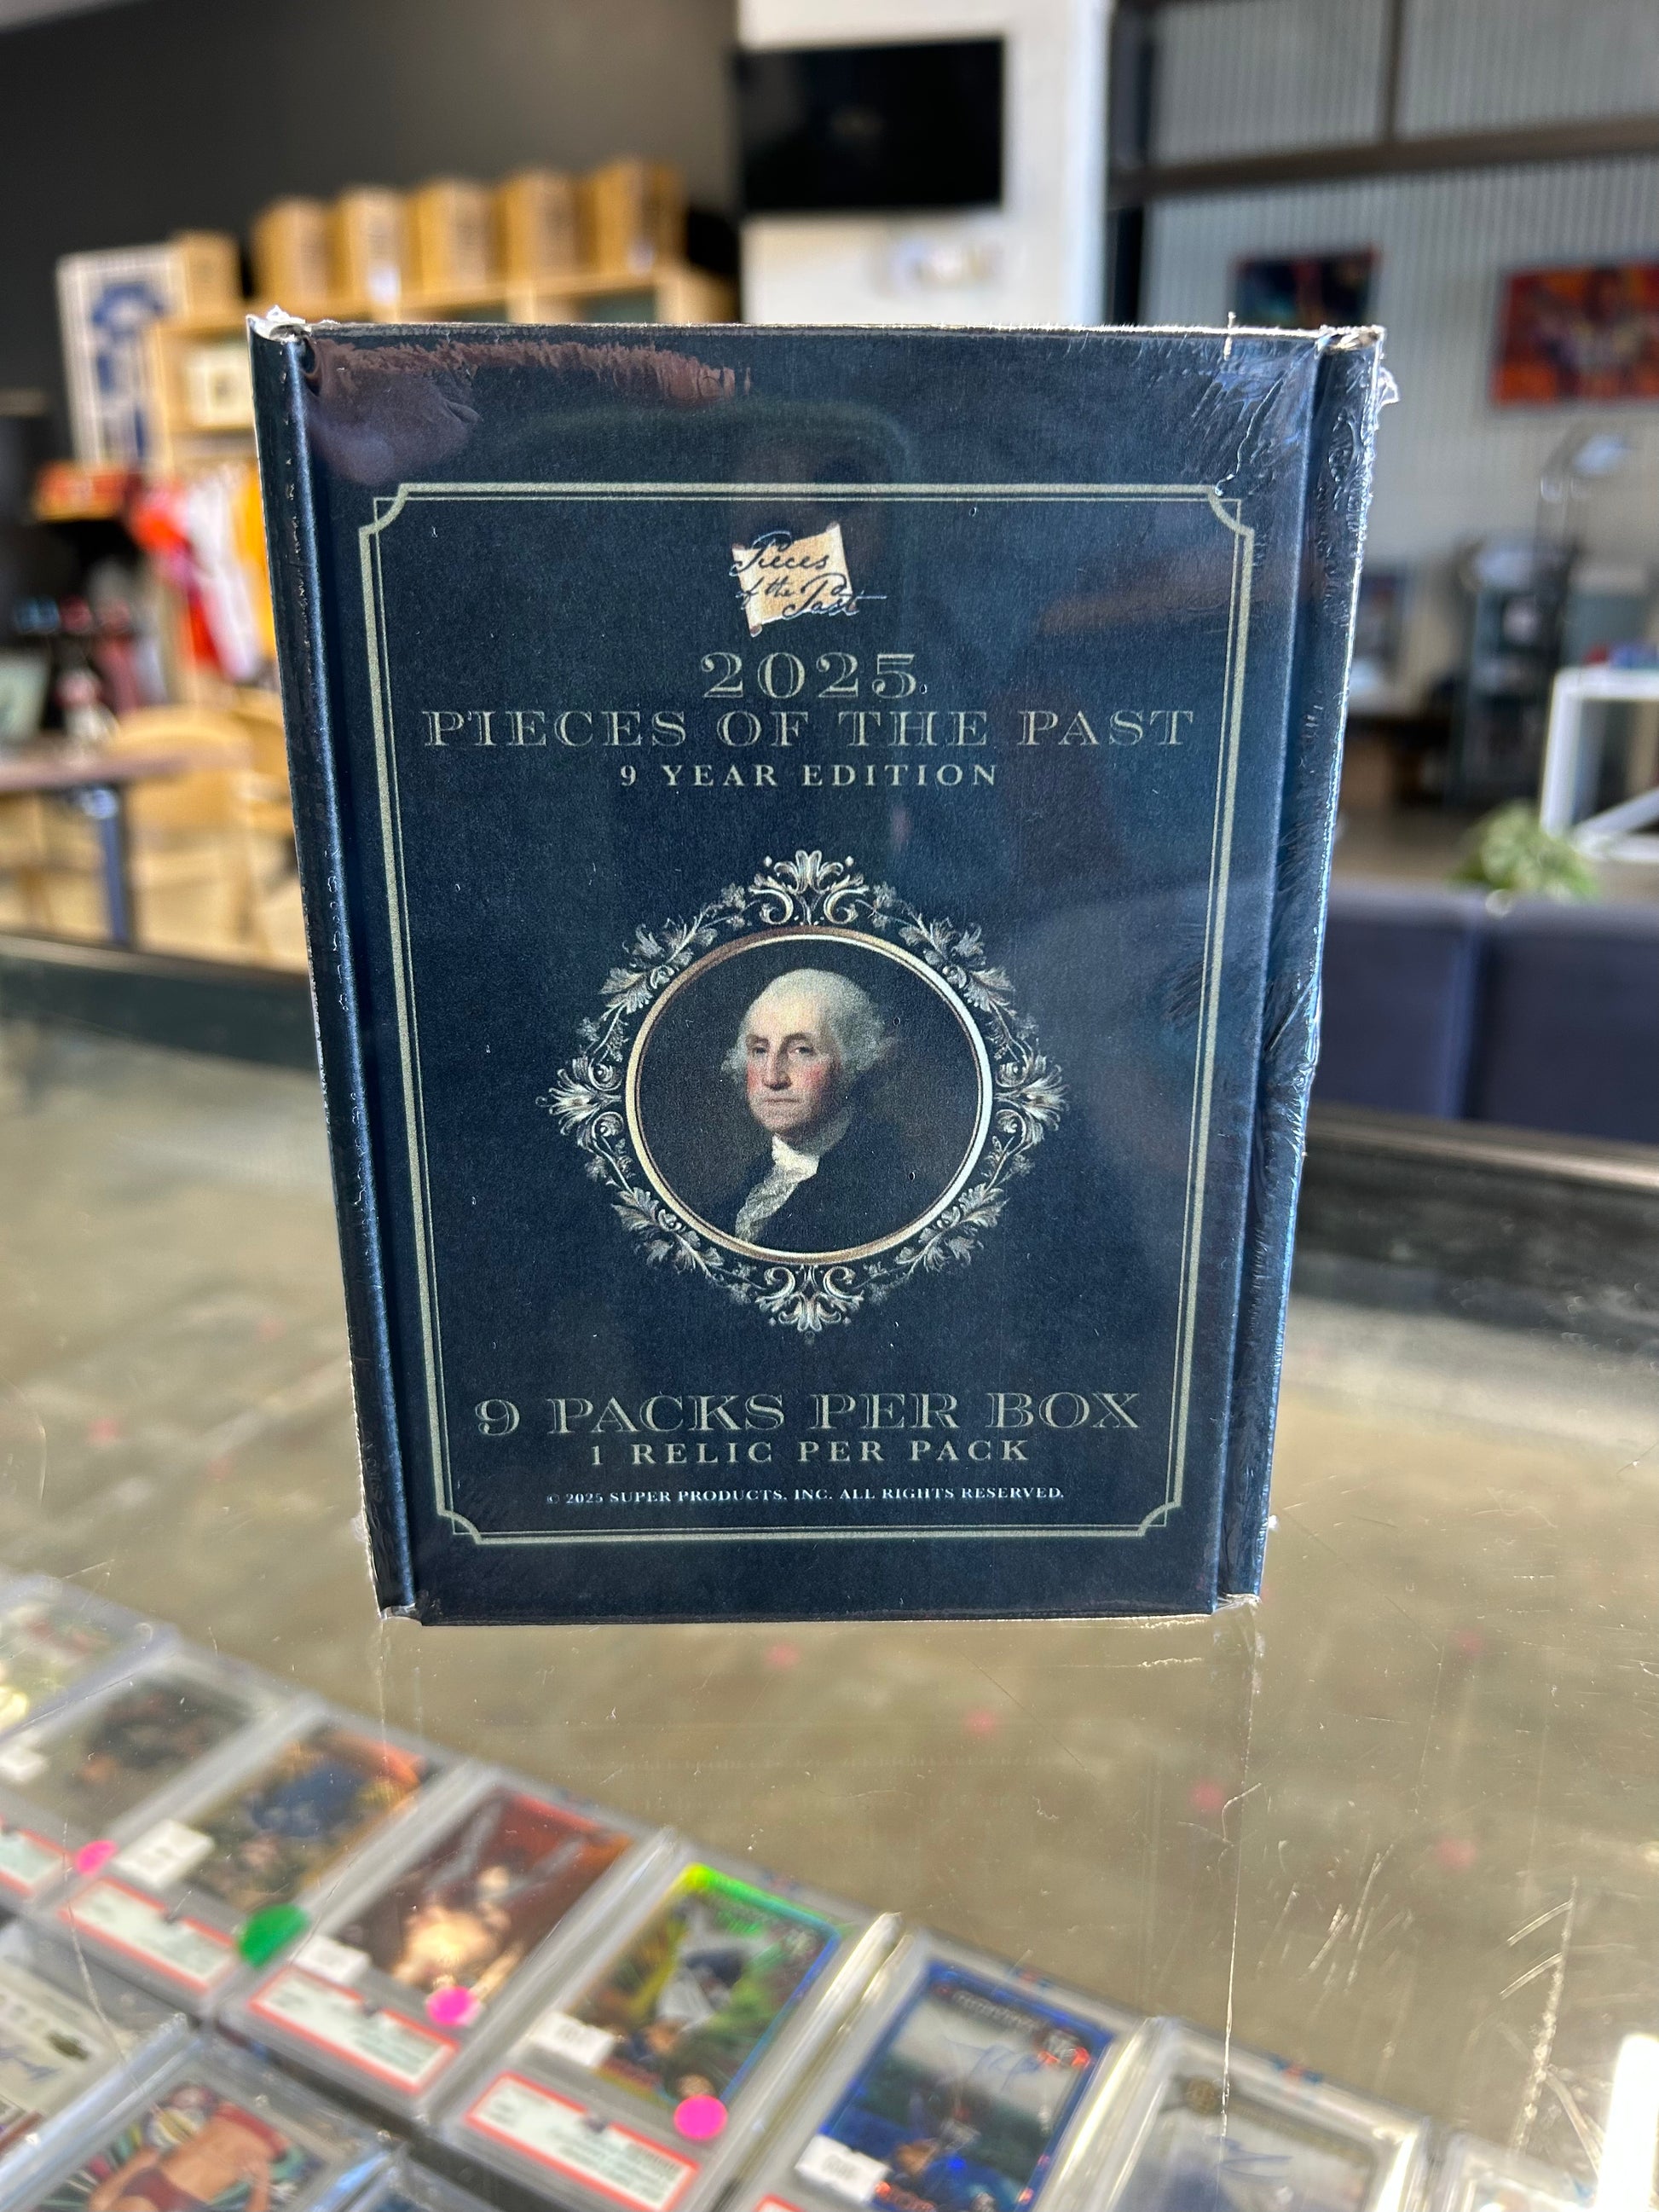 Pieces
of the Past
2025
PIECES OF THE PAST
9 YEAR EDITION
9 PACKS PER BOX
1 RELIC PER PACK
© 2025 SUPER PRODUCTS, INC. ALL RIGHTS RESERVED.